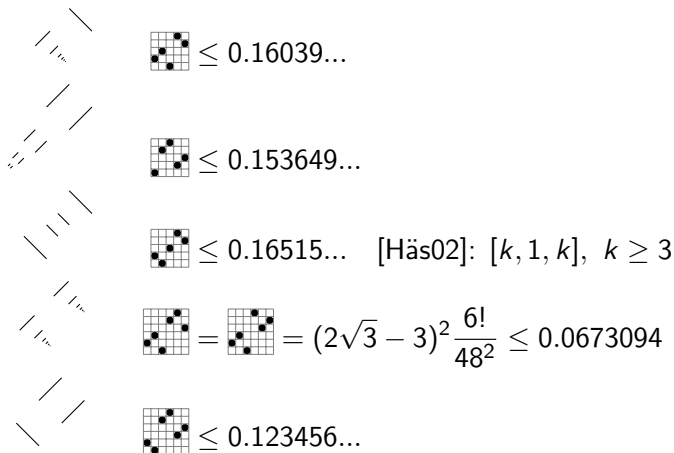 ≤ 0.16039...
≤ 0.153649...
≤ 0.16515... [Häs02]: [k, 1, k], k ≥ 3
= = (2√3 − 3)² 6!/48² ≤ 0.0673094
≤ 0.123456...